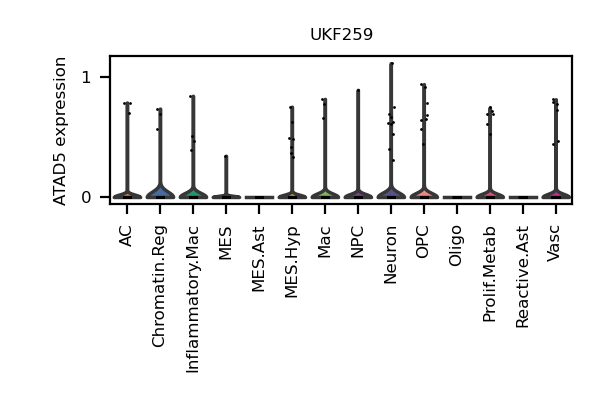 UKF259
ATAD5 expression
1
0
AC
Chromatin.Reg
Inflammatory.Mac
MES
MES.Ast
MES.Hyp
Mac
NPC
Neuron
OPC
Oligo
Prolif.Metab
Reactive.Ast
Vasc